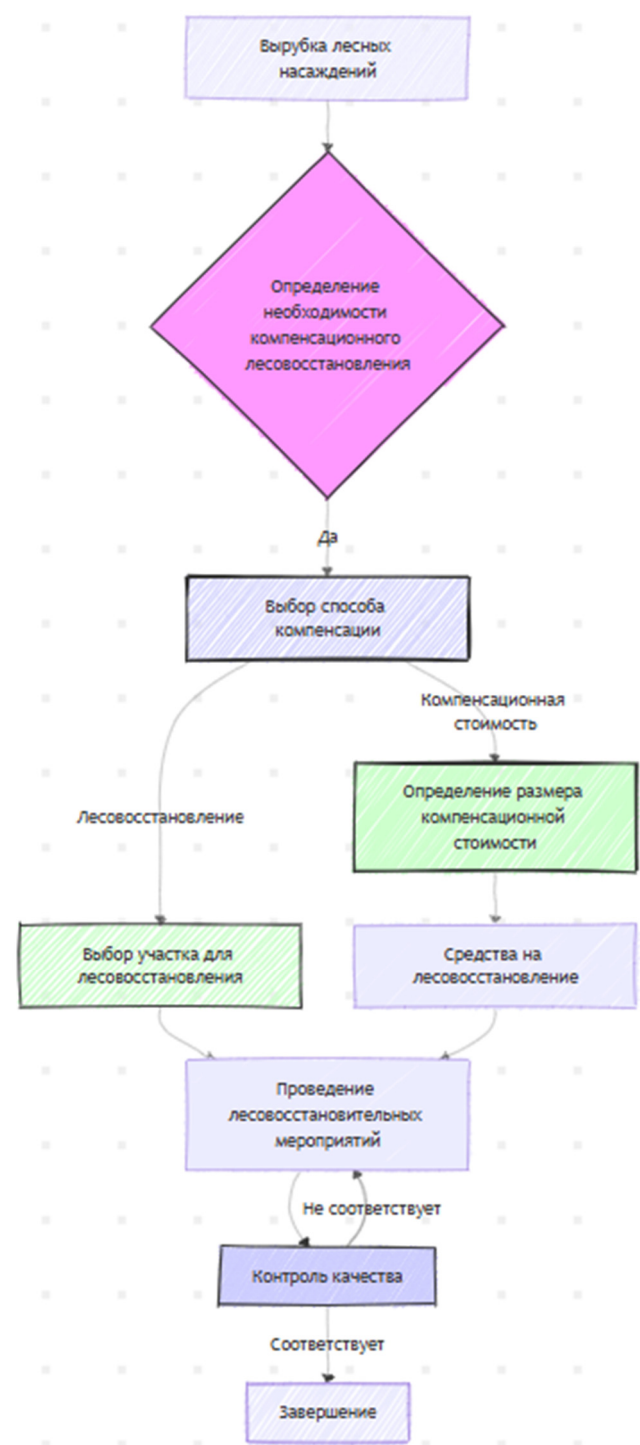 Вырубка лесных
насаждений
Определение
необходимости
компенсационного
лесовосстановления
Да
Выбор способа
компенсации
Компенсационная
стоимость
Определение размера
компенсационной
стоимости
Лесовосстановление
Выбор участка для
лесовосстановления
Средства на
лесовосстановление
Проведение
лесовосстановительных
мероприятий
Не соответствует
Контроль качества
Соответствует
Завершение